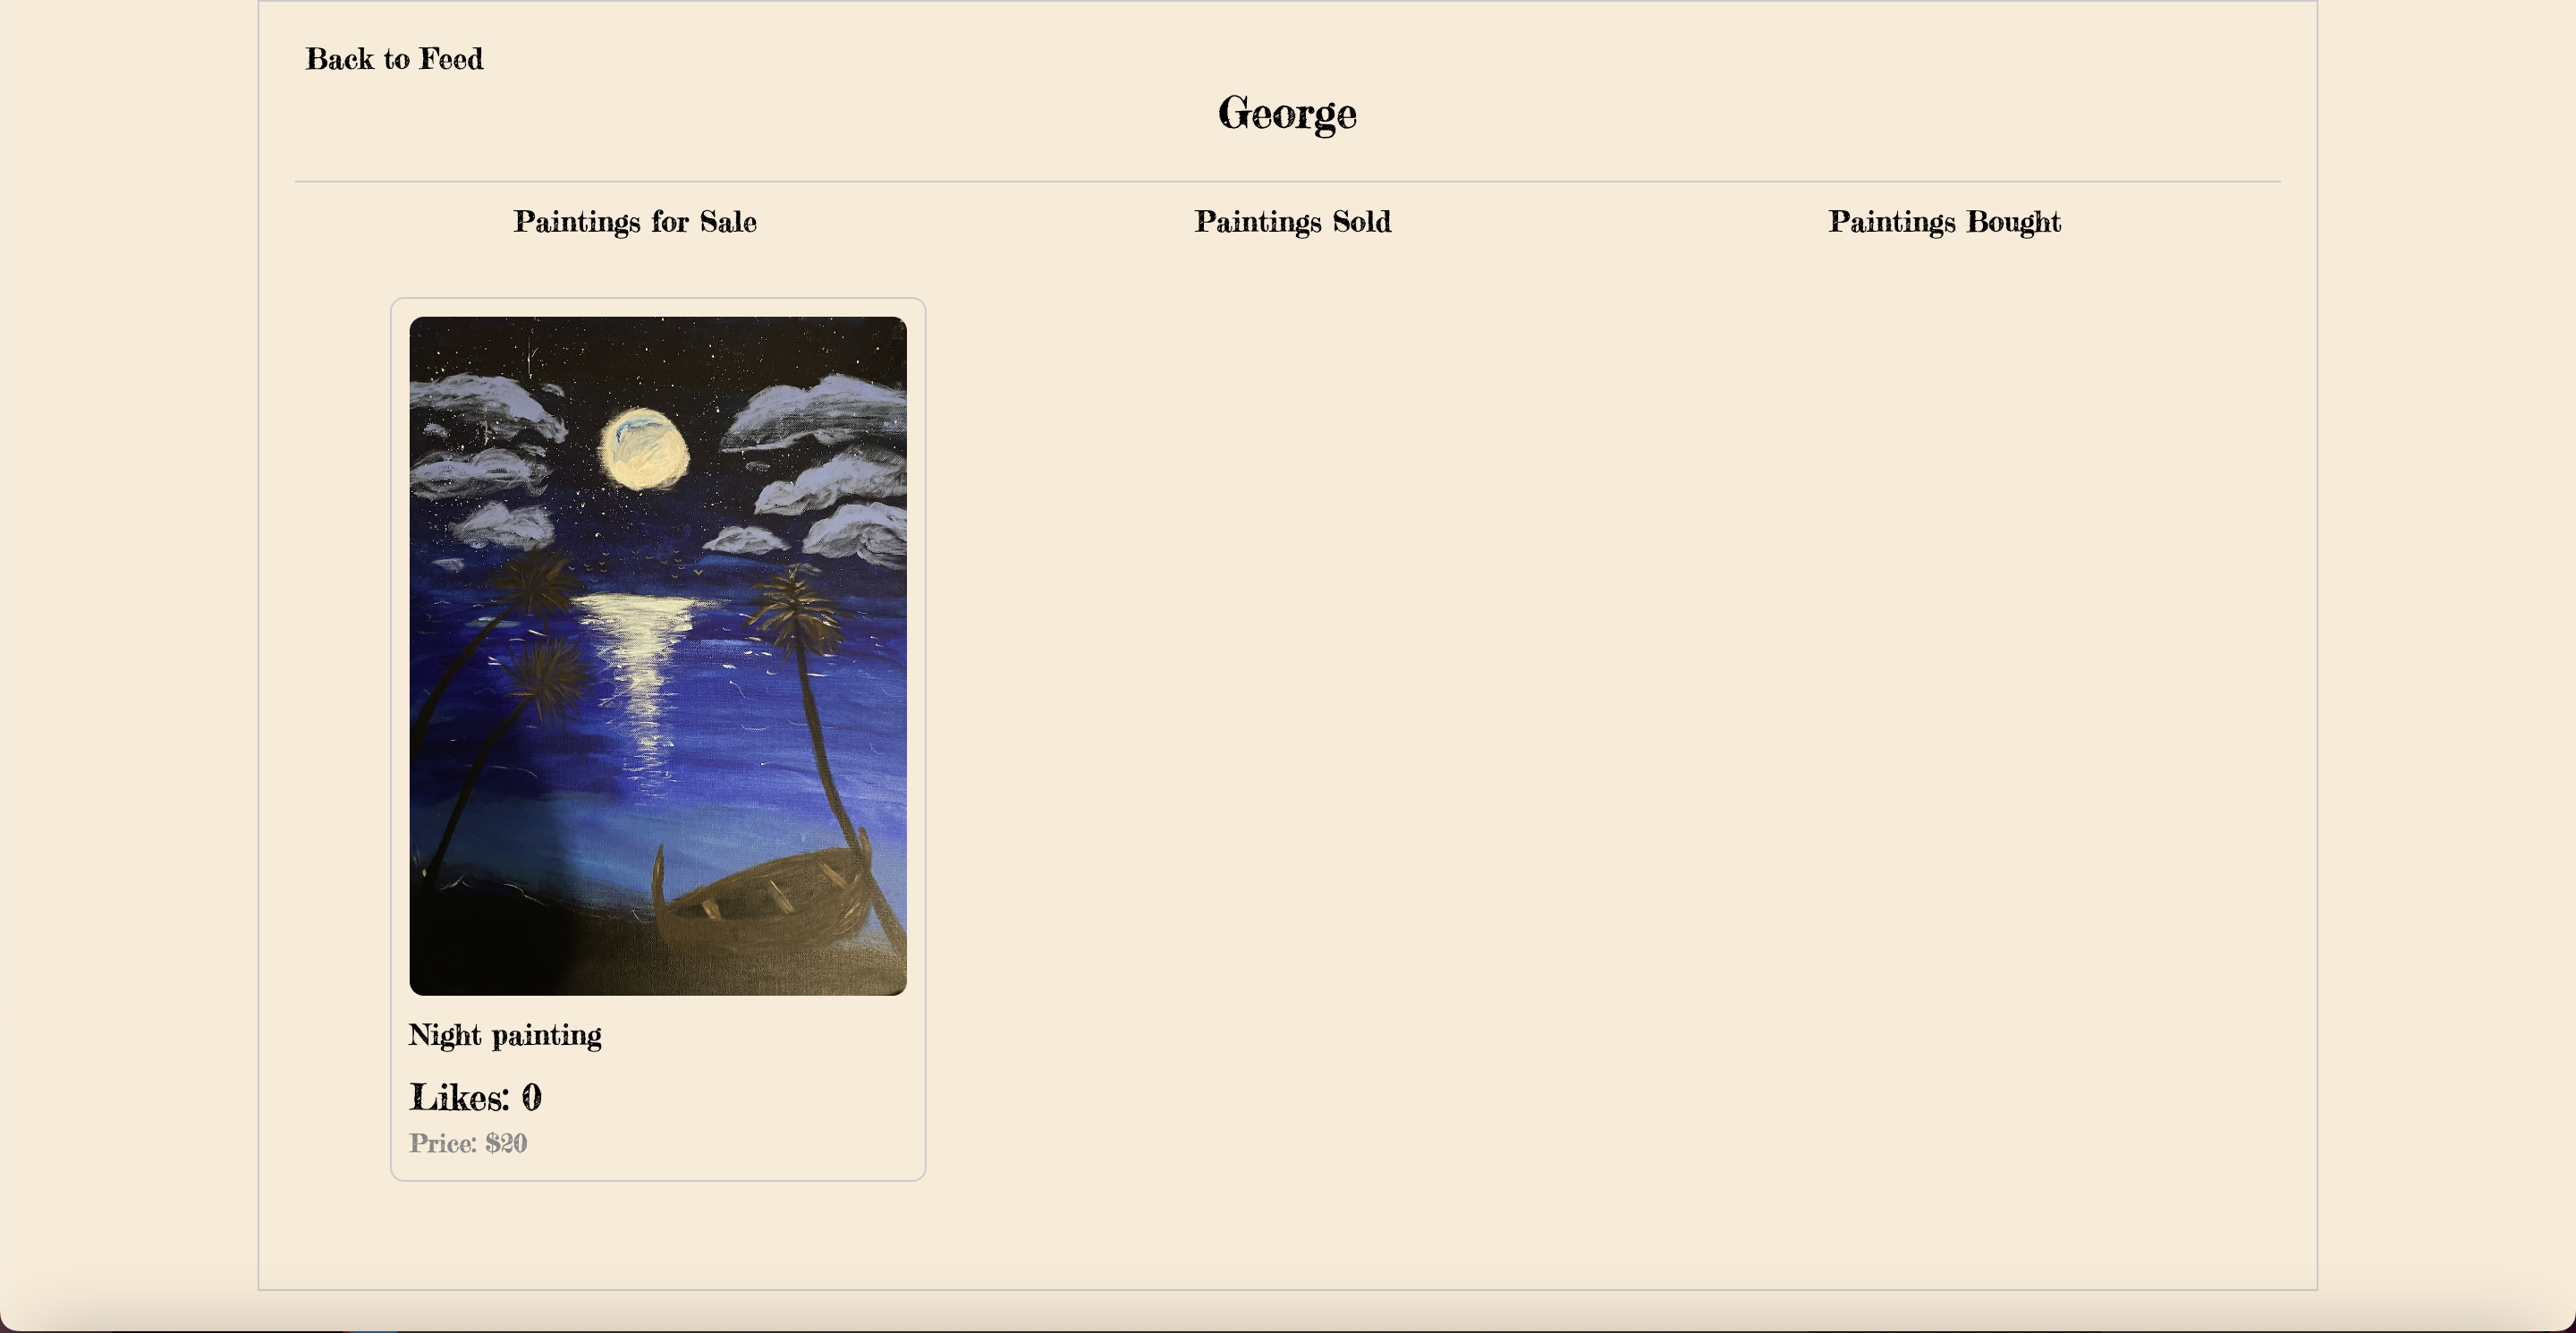 Back to Feed
George
Paintings for Sale
Paintings Sold
Paintings Bought
Night painting
Likes: 0
Price: $20